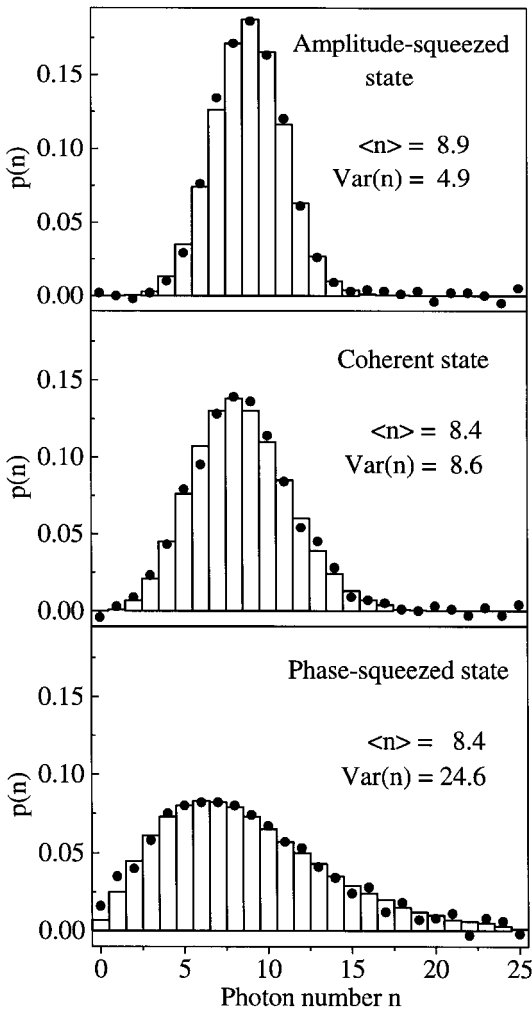 0.15
0.10
0.05
0.00
p(n)
Amplitude-squeezed
state
<n> = 8.9
Var(n) = 4.9
0.15
0.10
0.05
0.00
p(n)
Coherent state
<n> = 8.4
Var(n) = 8.6
0.15
0.10
0.05
0.00
p(n)
Phase-squeezed state
<n> = 8.4
Var(n) = 24.6
0 5 10 15 20 25
Photon number n